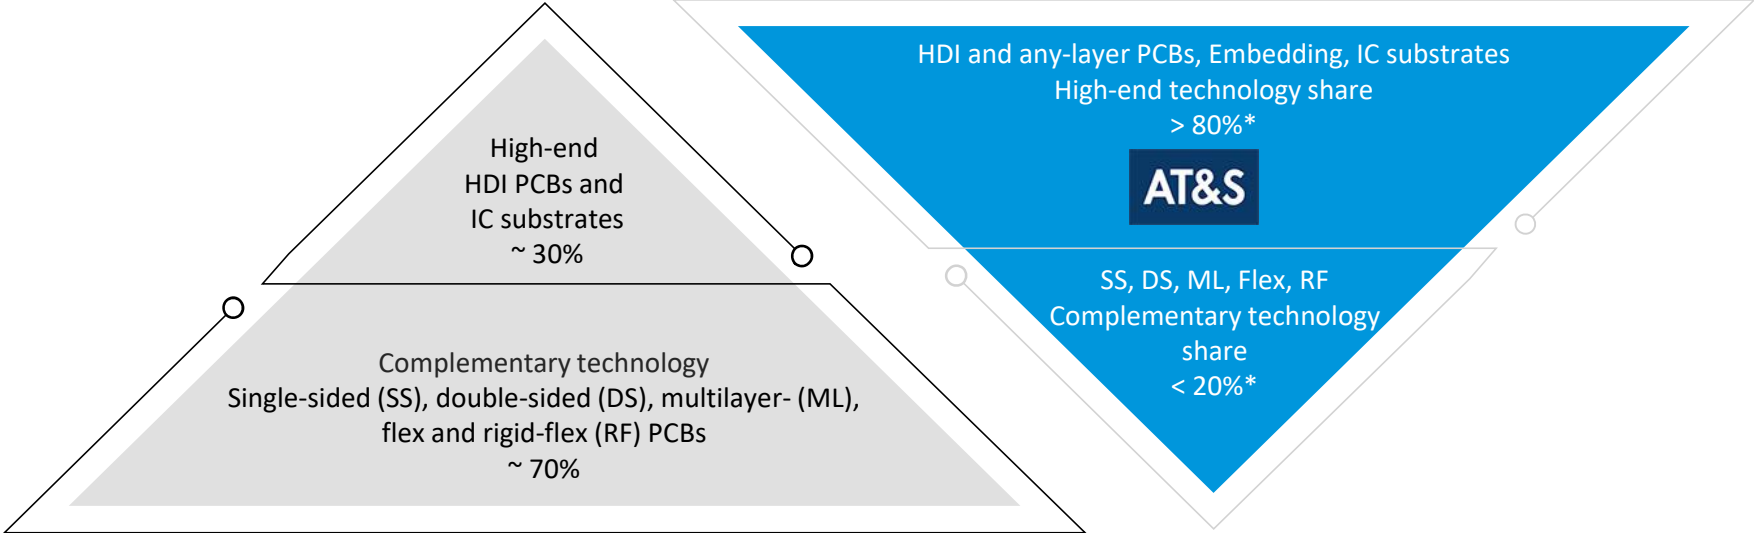 High-end
HDI PCBs and
IC substrates
~ 30%
Complementary technology
Single-sided (SS), double-sided (DS), multilayer- (ML),
flex and rigid-flex (RF) PCBs
~ 70%
HDI and any-layer PCBs, Embedding, IC substrates
High-end technology share
> 80%*
AT&S
SS, DS, ML, Flex, RF
Complementary technology
share
< 20%*